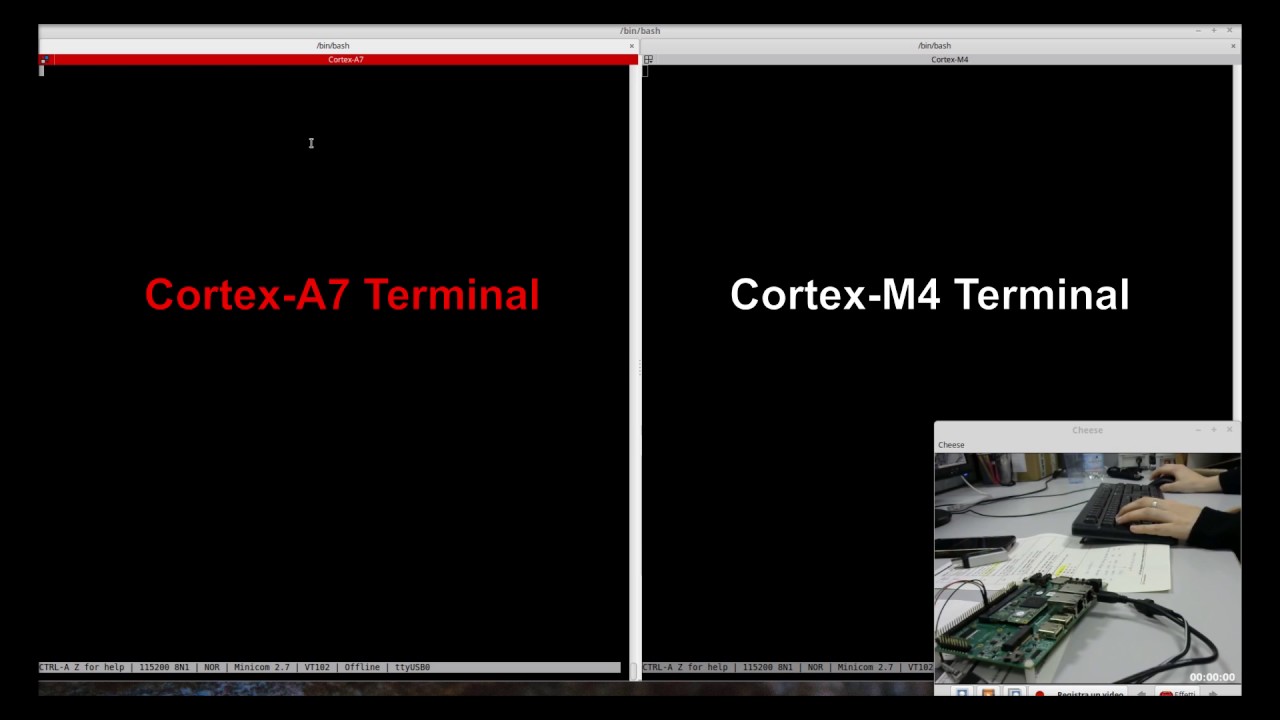 /bin/bash
/bin/bash
/bin/bash
Cortex-A7
Cortex-M4
Cortex-A7 Terminal
Cortex-M4 Terminal
Cheese
Cheese
00:00:00
CTRL-A Z for help | 115200 8N1 | NOR | Minicom 2.7 | VT102 | Offline | ttyUSB0
CTRL-A Z for help | 115200 8N1 | NOR | Minicom 2.7 | VT102
Registra un video
Effetti